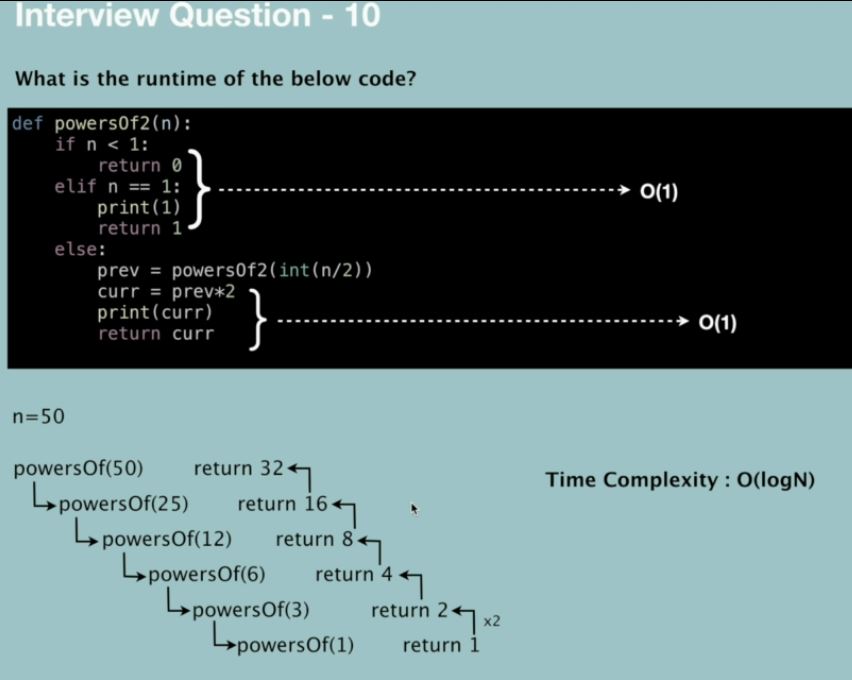 Interview Question - 10
What is the runtime of the below code?
def powersOf2(n):
    if n < 1:
        return 0
    elif n == 1:
        print(1)
        return 1
    else:
        prev = powersOf2(int(n/2))
        curr = prev*2
        print(curr)
        return curr
O(1)
O(1)
n=50
powersOf(50) return 32
powersOf(25) return 16
powersOf(12) return 8
powersOf(6) return 4
powersOf(3) return 2
x2
powersOf(1) return 1
Time Complexity : O(logN)